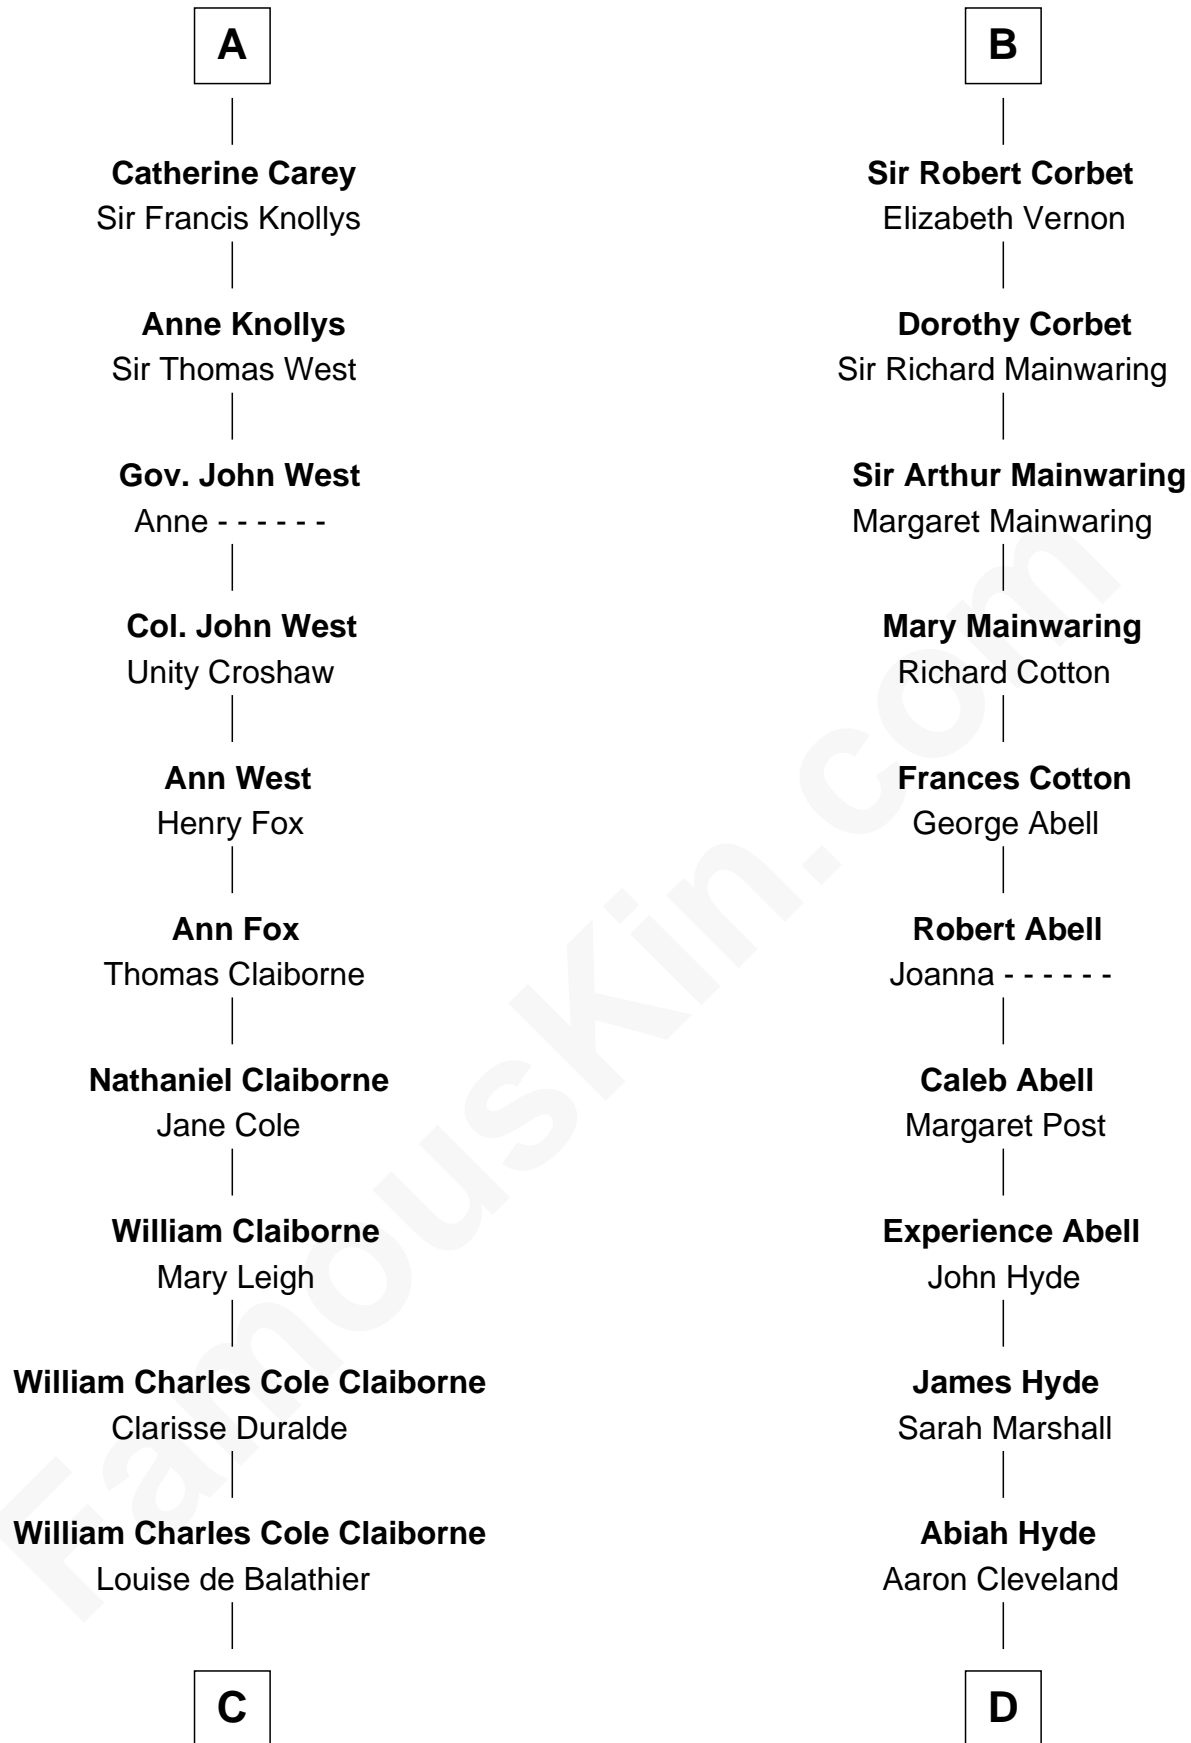 A
Catherine Carey
Sir Francis Knollys
Anne Knollys
Sir Thomas West
Gov. John West
Anne - - - - - -
Col. John West
Unity Croshaw
Ann West
Henry Fox
Ann Fox
Thomas Claiborne
Nathaniel Claiborne
Jane Cole
William Claiborne
Mary Leigh
William Charles Cole Claiborne
Clarisse Duralde
William Charles Cole Claiborne
Louise de Balathier
C
B
Sir Robert Corbet
Elizabeth Vernon
Dorothy Corbet
Sir Richard Mainwaring
Sir Arthur Mainwaring
Margaret Mainwaring
Mary Mainwaring
Richard Cotton
Frances Cotton
George Abell
Robert Abell
Joanna - - - - - -
Caleb Abell
Margaret Post
Experience Abell
John Hyde
James Hyde
Sarah Marshall
Abiah Hyde
Aaron Cleveland
D
FamousKin.com